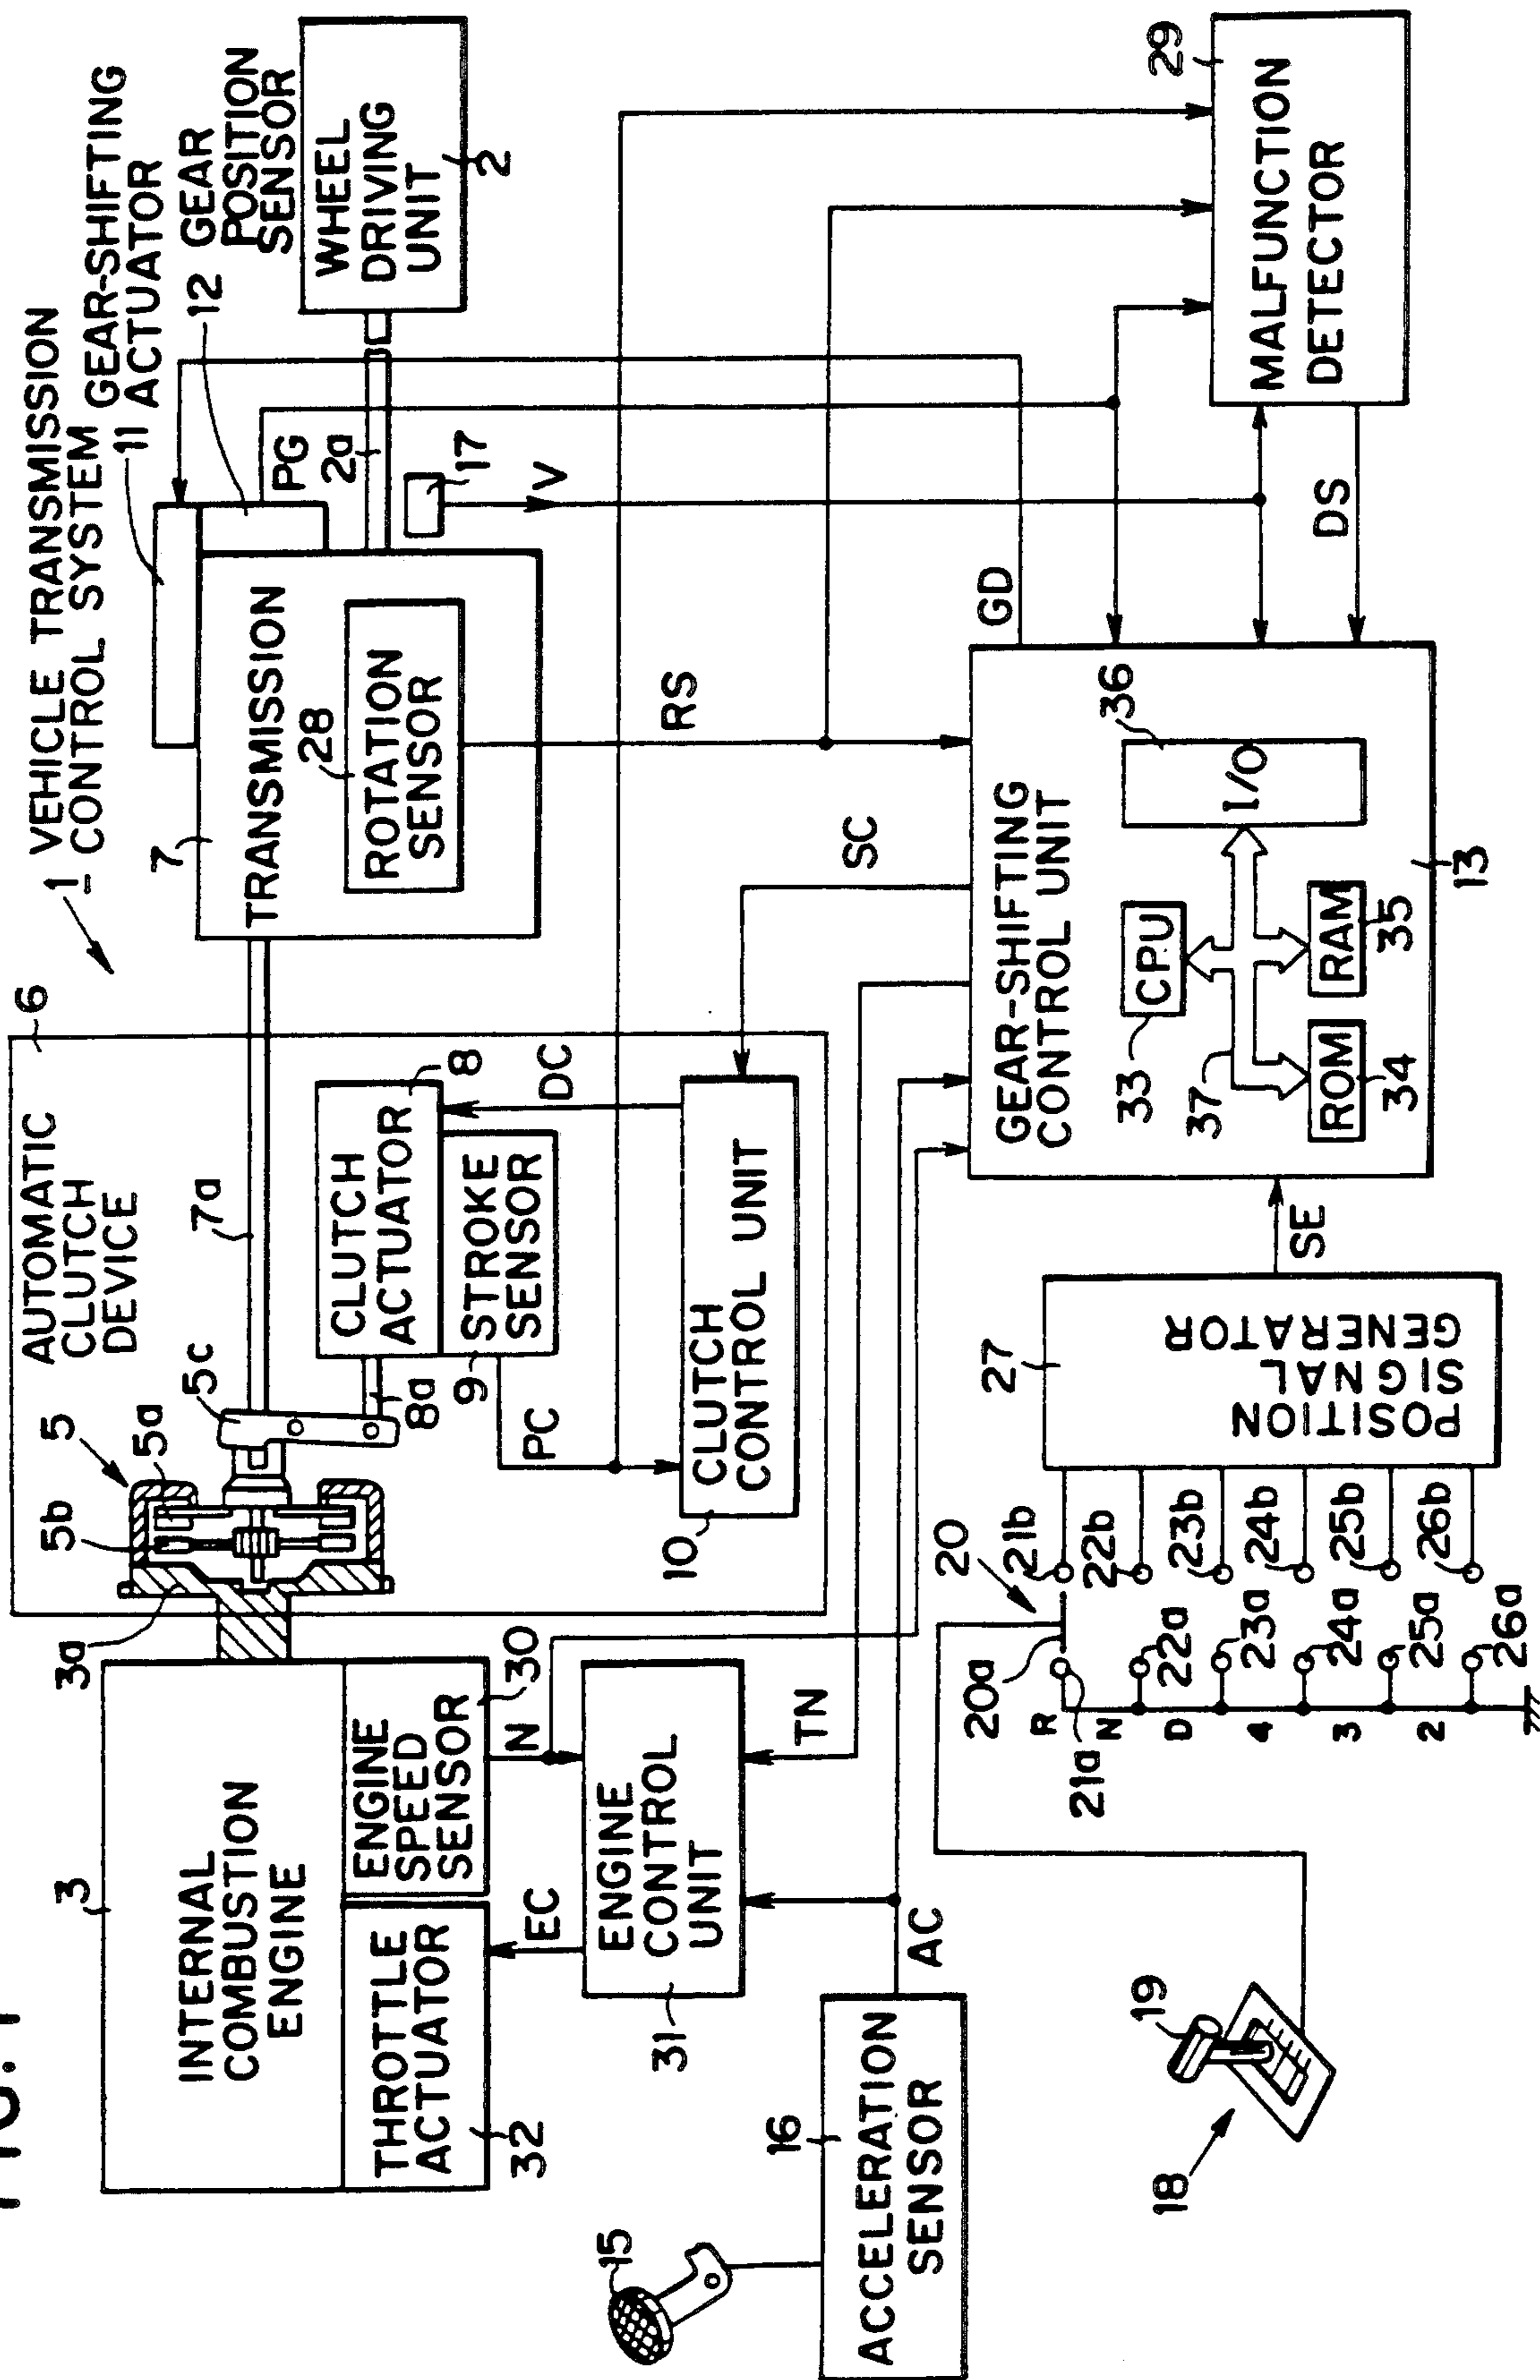 FIG. 1
1 VEHICLE TRANSMISSION
CONTROL SYSTEM
GEAR-SHIFTING
11 ACTUATOR
12 GEAR
POSITION
SENSOR
WHEEL
DRIVING
UNIT
2
2a
PG
17
V
7
TRANSMISSION
28
ROTATION
SENSOR
RS
6
AUTOMATIC
CLUTCH
DEVICE
7a
5
5a
5b
5c
3a
CLUTCH
ACTUATOR
8
8a
DC
STROKE
SENSOR
9
PC
CLUTCH
CONTROL UNIT
10
3
INTERNAL
COMBUSTION
ENGINE
ENGINE
SPEED
SENSOR
30
N
THROTTLE
ACTUATOR
32
EC
ENGINE
CONTROL
UNIT
31
TN
AC
15
16
ACCELERATION
SENSOR
18
19
20
20a
R
N
D
4
3
2
21a
22a
23a
24a
25a
26a
21b
22b
23b
24b
25b
26b
27
POSITION
SIGNAL
GENERATOR
SE
SC
GD
GEAR-SHIFTING
CONTROL UNIT
13
33
CPU
37
ROM
34
RAM
35
36
I/O
DS
29
MALFUNCTION
DETECTOR